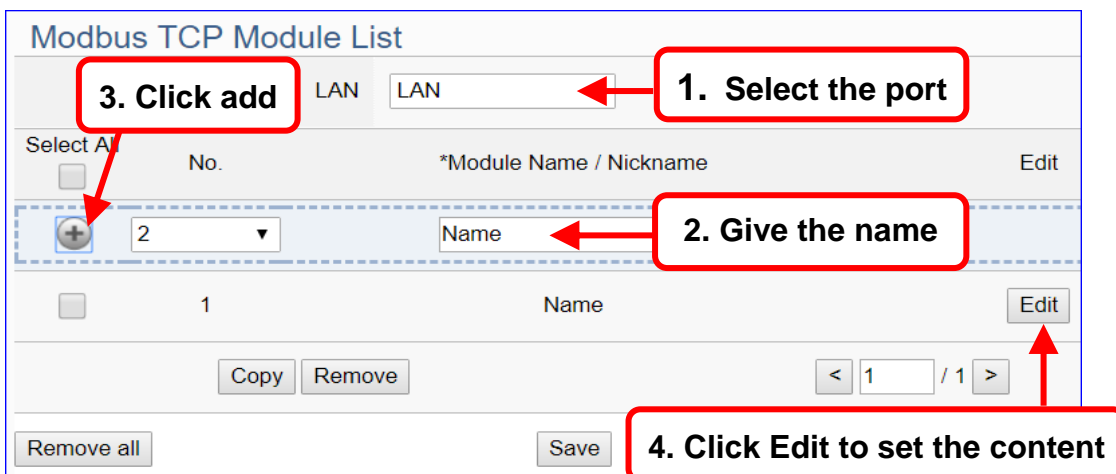 Modbus TCP Module List
3. Click add
LAN
LAN
1. Select the port
Select All
No.
*Module Name / Nickname
Edit
2
Name
2. Give the name
1
Name
Edit
Copy
Remove
<
1
/ 1
>
Remove all
Save
4. Click Edit to set the content